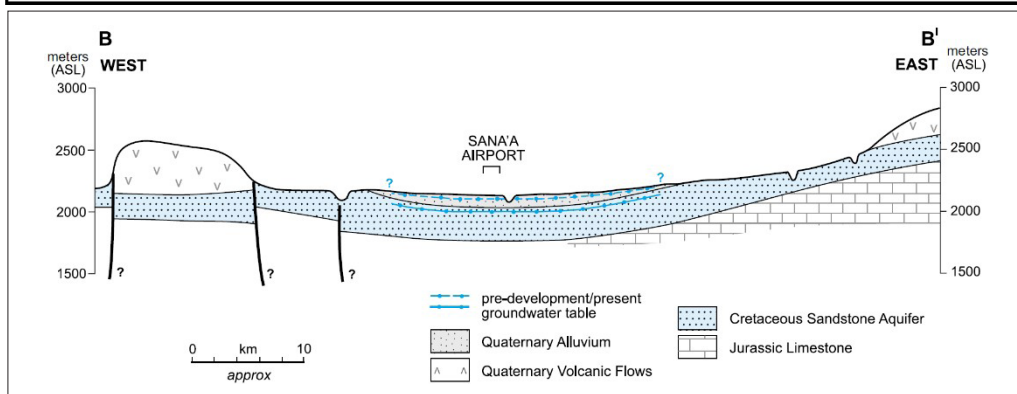 B
B'
meters
(ASL)
WEST
EAST
meters
(ASL)
3000
3000
SANA'A
AIRPORT
2500
2500
?
?
2000
2000
1500
?
?
?
1500
pre-development/present
groundwater table
Cretaceous Sandstone Aquifer
Quaternary Alluvium
Jurassic Limestone
Quaternary Volcanic Flows
0 km 10
approx